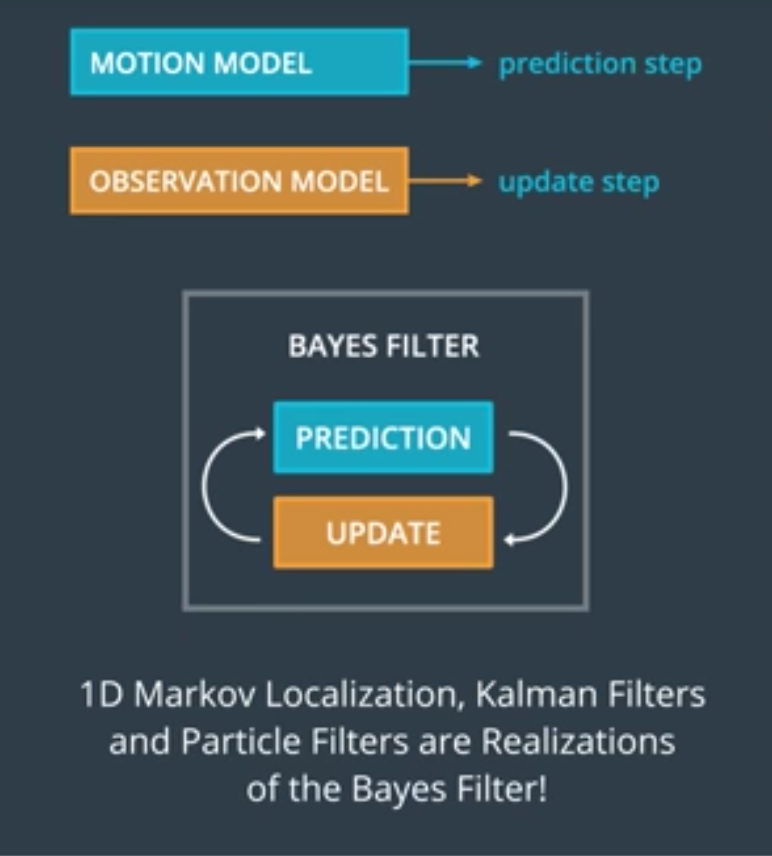 MOTION MODEL prediction step
OBSERVATION MODEL update step
BAYES FILTER
PREDICTION
UPDATE
1D Markov Localization, Kalman Filters
and Particle Filters are Realizations
of the Bayes Filter!